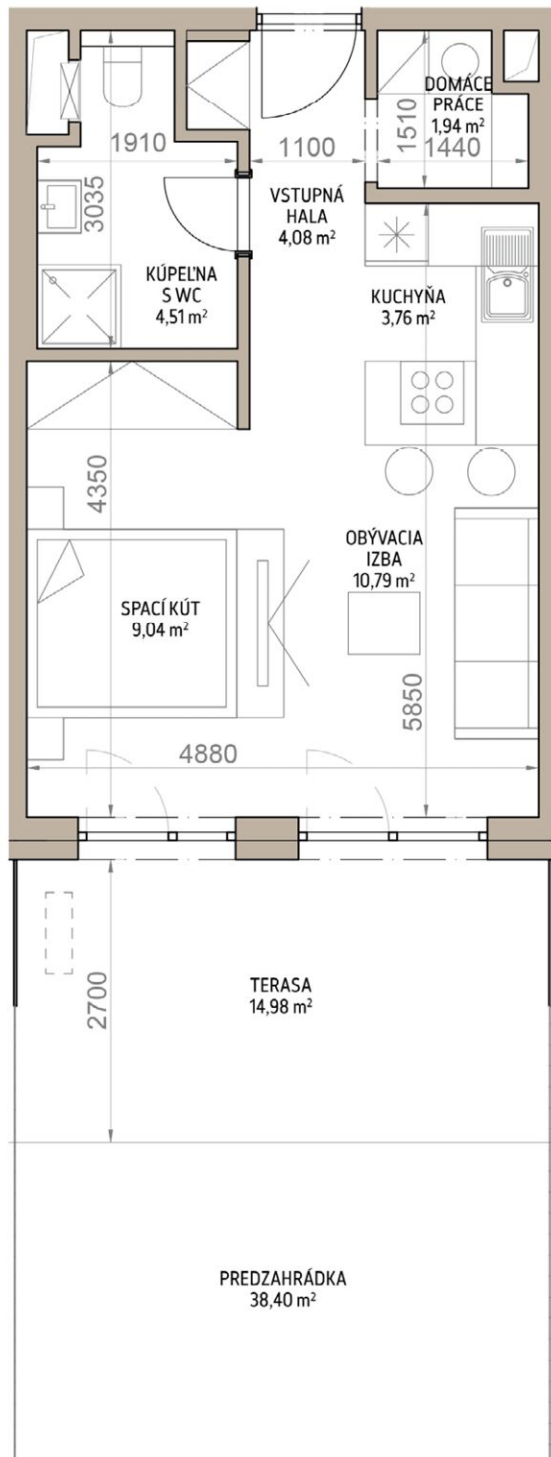 DOMÁCE
PRÁCE
1,94 m²
1910
1100
1510
1440
3035
VSTUPNÁ
HALA
4,08 m²
KÚPEĽNA
S WC
4,51 m²
KUCHYŇA
3,76 m²
4350
OBÝVACIA
IZBA
10,79 m²
SPACÍ KÚT
9,04 m²
5850
4880
2700
TERASA
14,98 m²
PREDZAHRÁDKA
38,40 m²